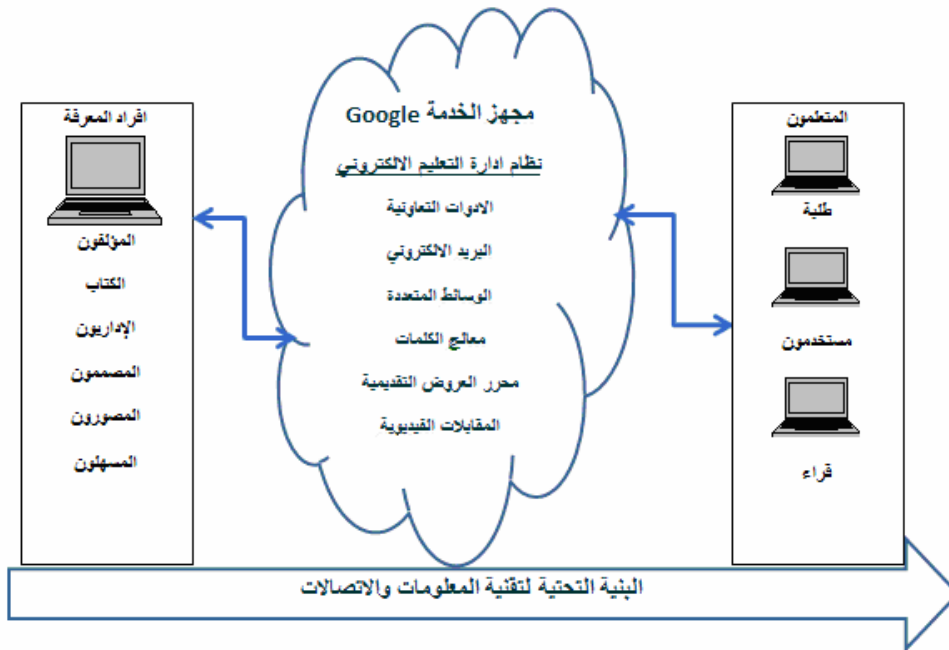 المتعلمون
طلبة
مستخدمون
قراء
مجهز الخدمة Google
نظام ادارة التعليم الالكتروني
الادوات التعاونية
البريد الالكتروني
الوسائط المتعددة
معالج الكلمات
محرر العروض التقديمية
المقابلات الفيديوية
افراد المعرفة
المؤلفون
الكتاب
الإداريون
المصممون
المصورون
المسهلون
البنية التحتية لتقنية المعلومات والاتصالات